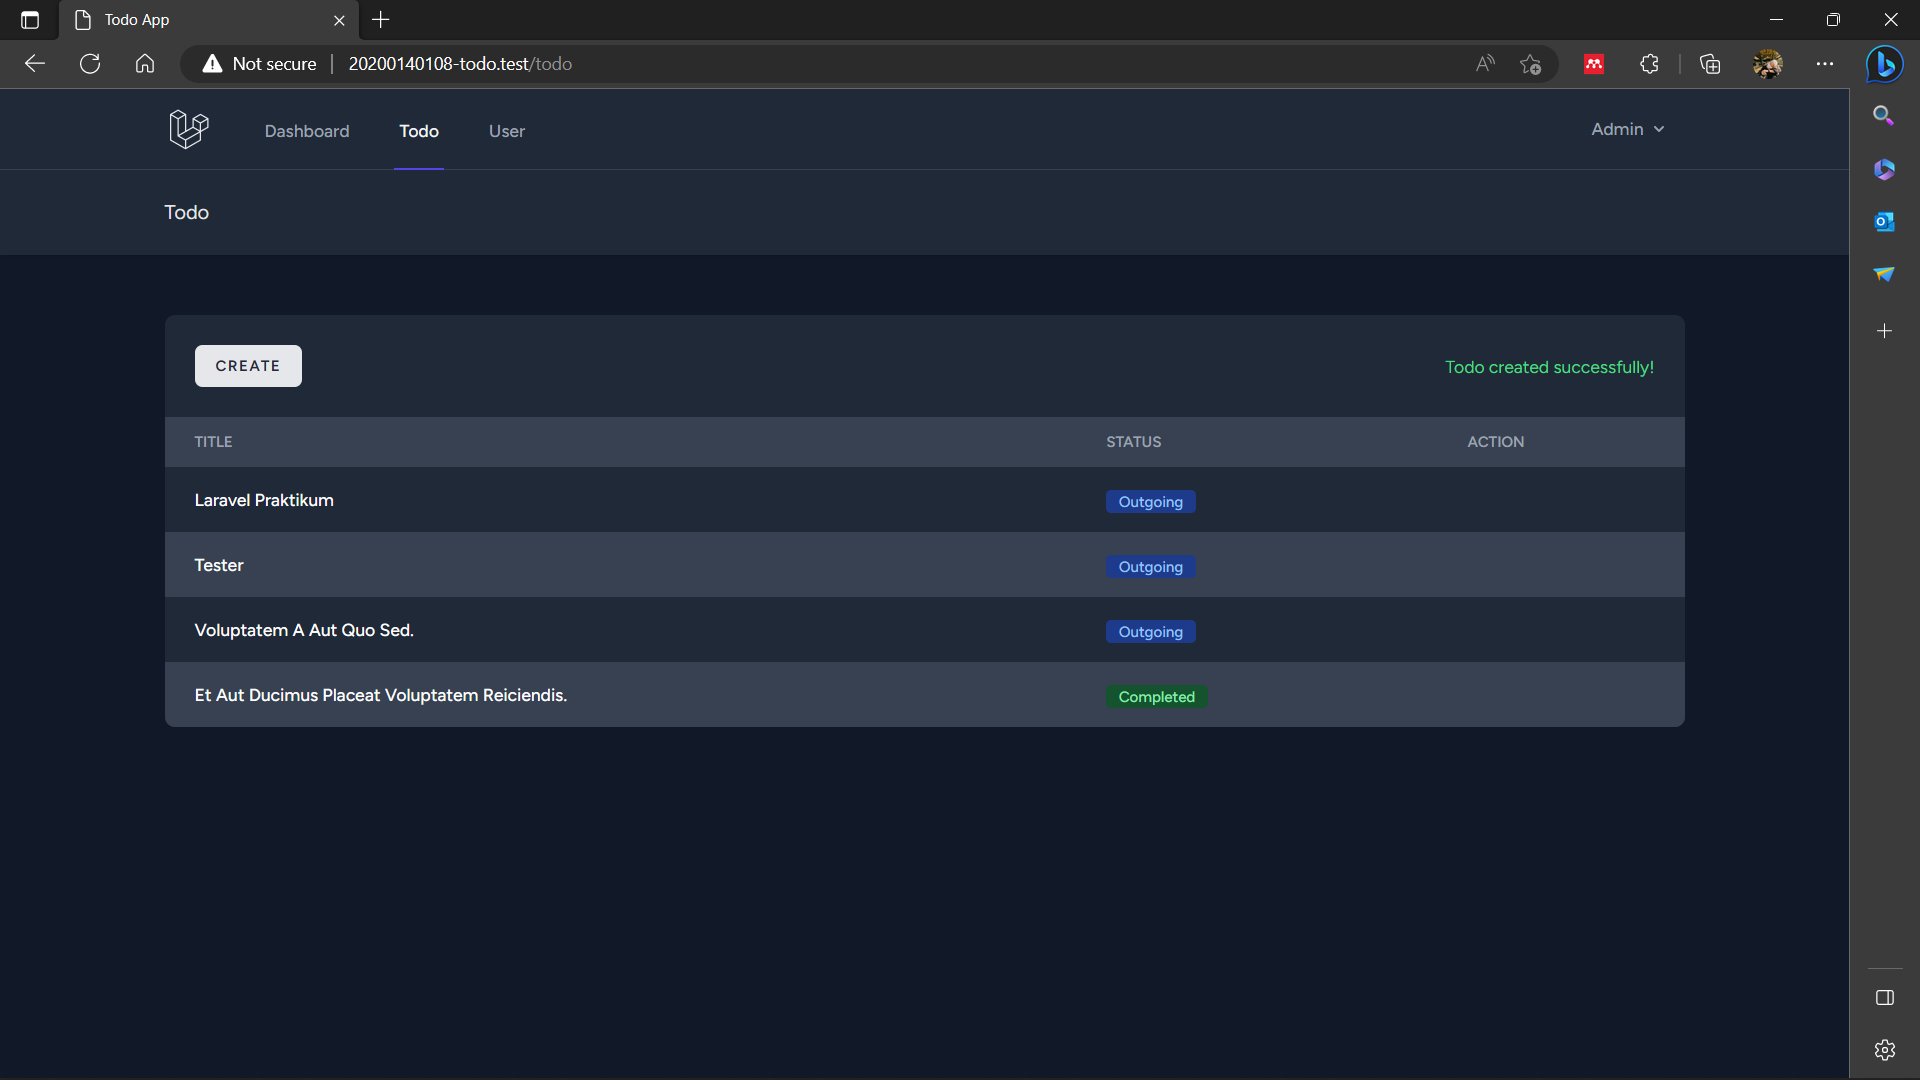 Todo App
Not secure 20200140108-todo.test/todo
Dashboard Todo User Admin
Todo
CREATE Todo created successfully!
TITLE STATUS ACTION
Laravel Praktikum Outgoing
Tester Outgoing
Voluptatem A Aut Quo Sed. Outgoing
Et Aut Ducimus Placeat Voluptatem Reiciendis. Completed